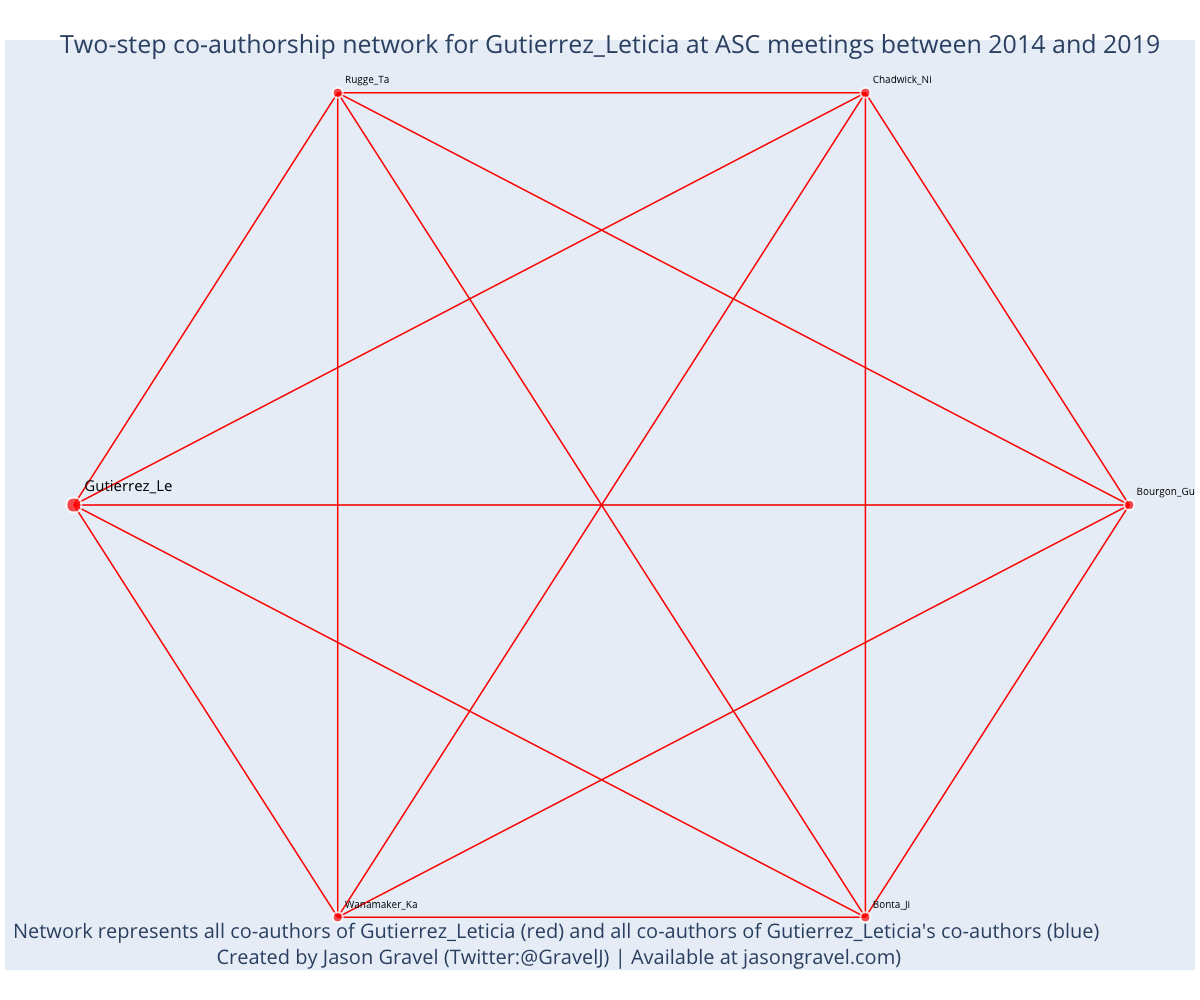 Two-step co-authorship network for Gutierrez_Leticia at ASC meetings between 2014 and 2019
Rugge_Ta
Chadwick_Ni
Gutierrez_Le
Bourgon_Gu
Wanamaker_Ka
Bonta_Ji
Network represents all co-authors of Gutierrez_Leticia (red) and all co-authors of Gutierrez_Leticia's co-authors (blue)
Created by Jason Gravel (Twitter:@GravelJ) | Available at jasongravel.com)